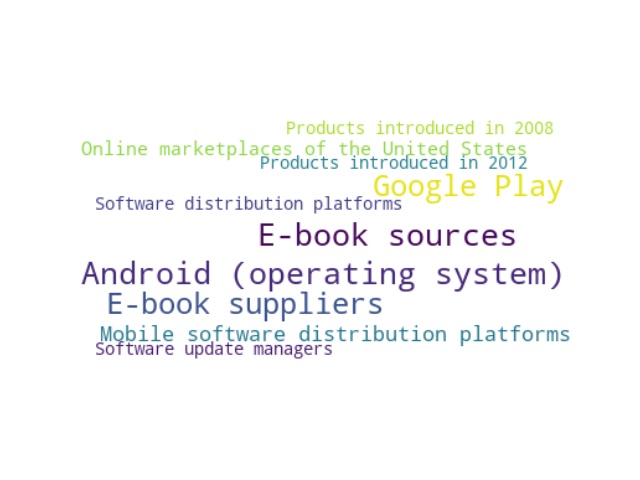 Products introduced in 2008
Online marketplaces of the United States
Products introduced in 2012
Google Play
Software distribution platforms
E-book sources
Android (operating system)
E-book suppliers
Mobile software distribution platforms
Software update managers